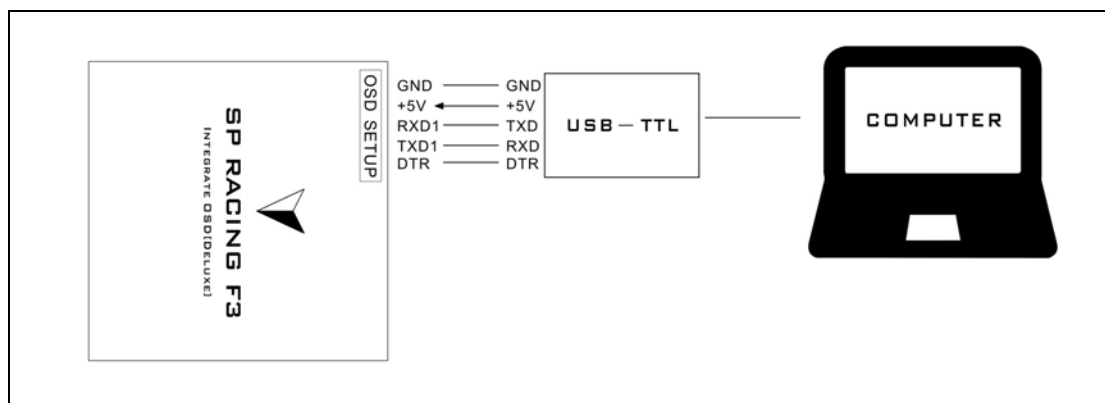 SP RACING F3
INTEGRATE OSD(DELUXE)
OSD SETUP
GND GND
+5V +5V
RXD1 TXD
TXD1 RXD
DTR DTR
USB—TTL
COMPUTER